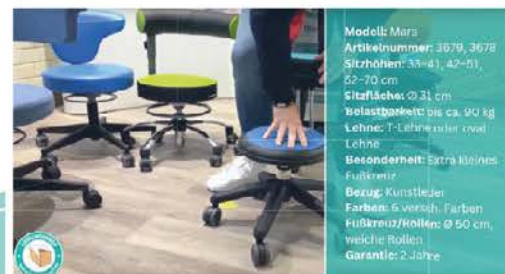 Modell: Mars
Artikelnummer: 3679, 3678
Sitzhöhen: 33–41, 42–51,
52–70 cm
Sitzfläche: Ø 31 cm
Belastbarkeit: bis ca. 90 kg
Lehne: T-Lehne oder oval
Lehne
Besonderheit: Extra kleines
Fußkreuz
Bezug: Kunstleder
Farben: 6 versch. Farben
Fußkreuz/Rollen: Ø 50 cm,
weiche Rollen
Garantie: 2 Jahre